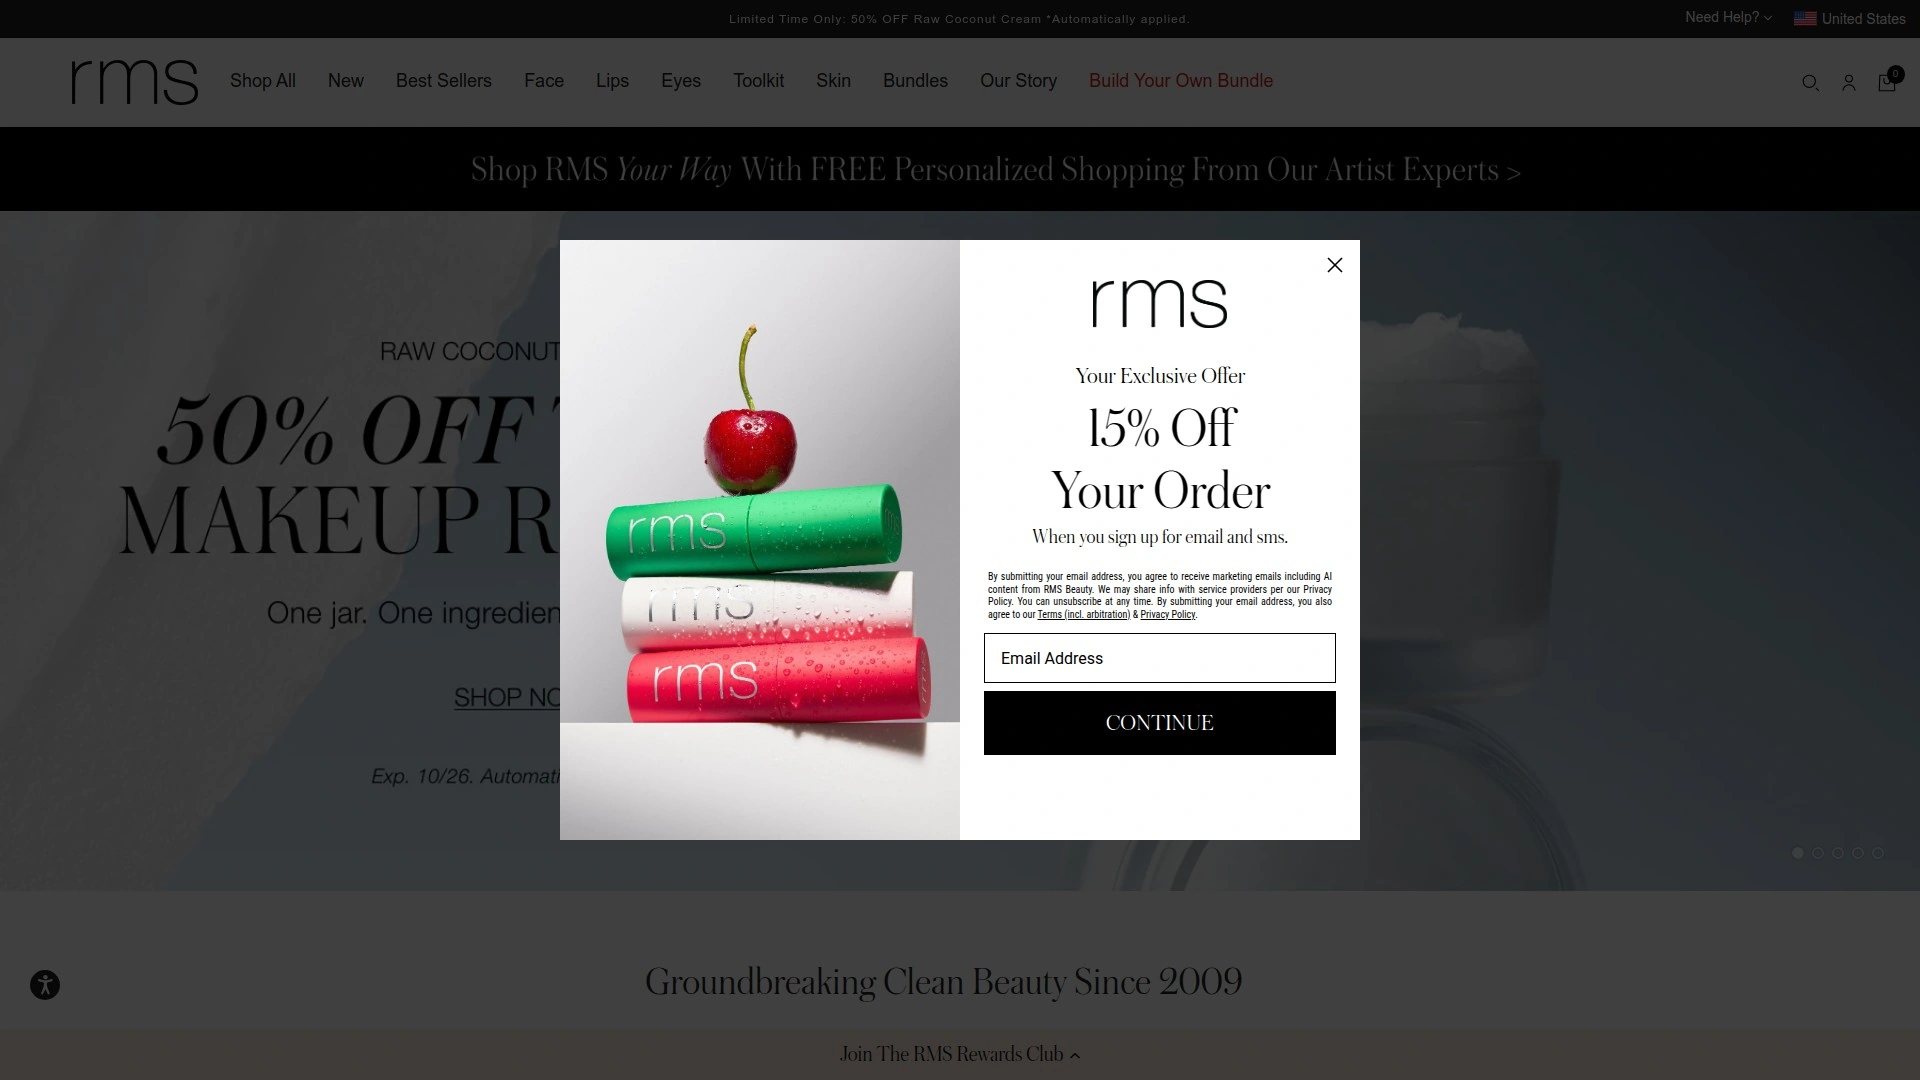 Limited Time Only: 50% OFF Raw Coconut Cream *Automatically applied.
Need Help?
United States
rms
Shop All
New
Best Sellers
Face
Lips
Eyes
Toolkit
Skin
Bundles
Our Story
Build Your Own Bundle
0
Shop RMS Your Way With FREE Personalized Shopping From Our Artist Experts >
RAW COCONUT
50% OFF
MAKEUP R
One jar. One ingredien
SHOP NO
Exp. 10/26. Automati
rms
rms
rms
rms
Your Exclusive Offer
15% Off
Your Order
When you sign up for email and sms.
By submitting your email address, you agree to receive marketing emails including AI
content from RMS Beauty. We may share info with service providers per our Privacy
Policy. You can unsubscribe at any time. By submitting your email address, you also
agree to our Terms (incl. arbitration) & Privacy Policy.
Email Address
CONTINUE
Groundbreaking Clean Beauty Since 2009
Join The RMS Rewards Club